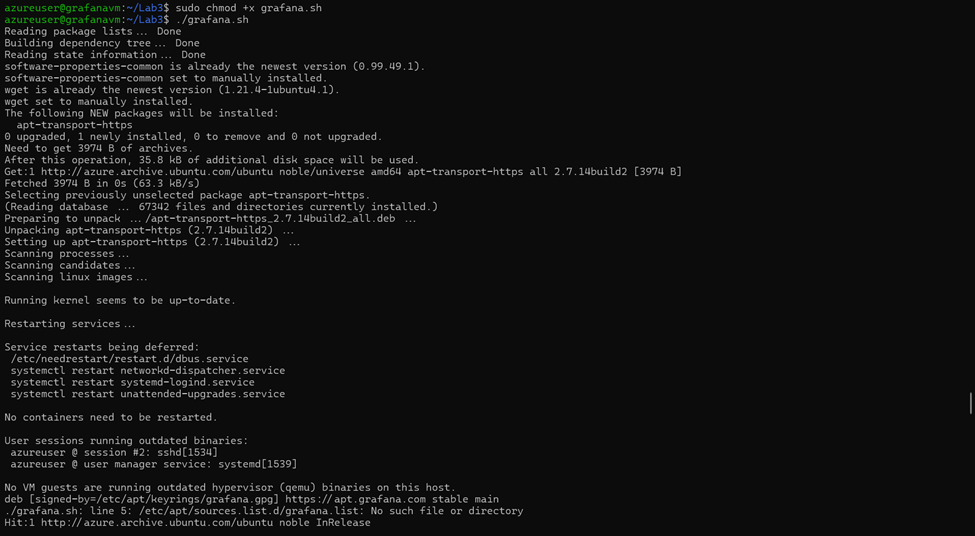 azureuser@grafanavm:~/Lab3$ sudo chmod +x grafana.sh
azureuser@grafanavm:~/Lab3$ ./grafana.sh
Reading package lists... Done
Building dependency tree... Done
Reading state information... Done
software-properties-common is already the newest version (0.99.49.1).
software-properties-common set to manually installed.
wget is already the newest version (1.21.4-1ubuntu4.1).
wget set to manually installed.
The following NEW packages will be installed:
  apt-transport-https
0 upgraded, 1 newly installed, 0 to remove and 0 not upgraded.
Need to get 3974 B of archives.
After this operation, 35.8 kB of additional disk space will be used.
Get:1 http://azure.archive.ubuntu.com/ubuntu noble/universe amd64 apt-transport-https all 2.7.14build2 [3974 B]
Fetched 3974 B in 0s (63.3 kB/s)
Selecting previously unselected package apt-transport-https.
(Reading database ... 67342 files and directories currently installed.)
Preparing to unpack .../apt-transport-https_2.7.14build2_all.deb ...
Unpacking apt-transport-https (2.7.14build2) ...
Setting up apt-transport-https (2.7.14build2) ...
Scanning processes...
Scanning candidates...
Scanning linux images...
Running kernel seems to be up-to-date.
Restarting services...
Service restarts being deferred:
 /etc/needrestart/restart.d/dbus.service
 systemctl restart networkd-dispatcher.service
 systemctl restart systemd-logind.service
 systemctl restart unattended-upgrades.service
No containers need to be restarted.
User sessions running outdated binaries:
 azureuser @ session #2: sshd[1534]
 azureuser @ user manager service: systemd[1539]
No VM guests are running outdated hypervisor (qemu) binaries on this host.
deb [signed-by=/etc/apt/keyrings/grafana.gpg] https://apt.grafana.com stable main
./grafana.sh: line 5: /etc/apt/sources.list.d/grafana.list: No such file or directory
Hit:1 http://azure.archive.ubuntu.com/ubuntu noble InRelease